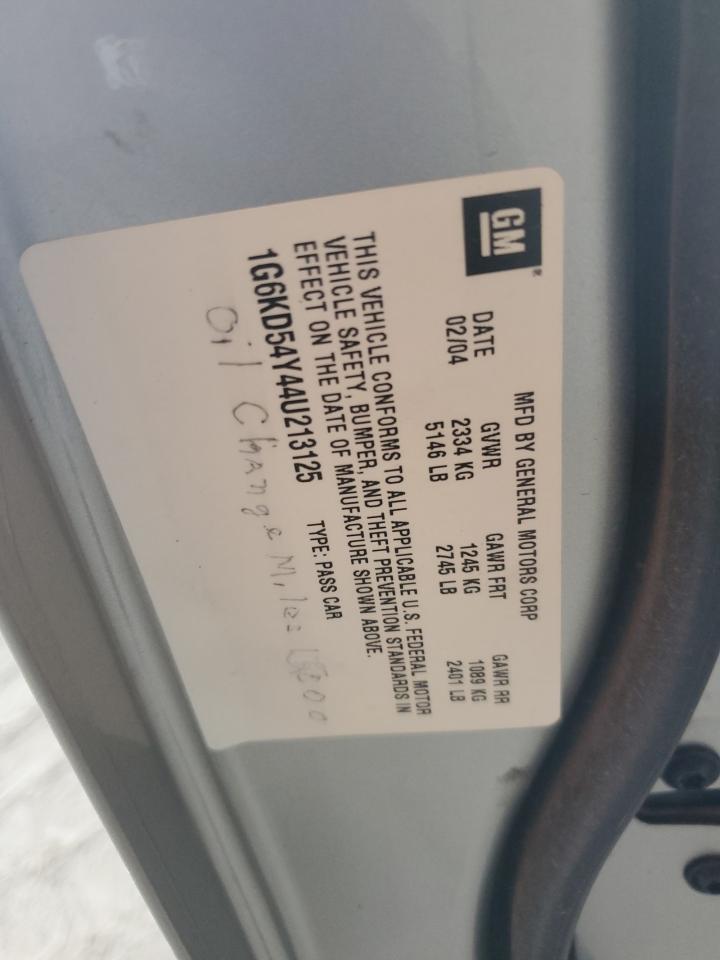 GM®
MFD BY GENERAL MOTORS CORP
DATE GVWR GAWR FRT GAWR RR
02/04 2334 KG 1245 KG 1089 KG
5146 LB 2745 LB 2401 LB
THIS VEHICLE CONFORMS TO ALL APPLICABLE U.S. FEDERAL MOTOR
VEHICLE SAFETY, BUMPER, AND THEFT PREVENTION STANDARDS IN
EFFECT ON THE DATE OF MANUFACTURE SHOWN ABOVE.
1G6KD54Y44U213125 TYPE: PASS CAR
Oil Change Miles